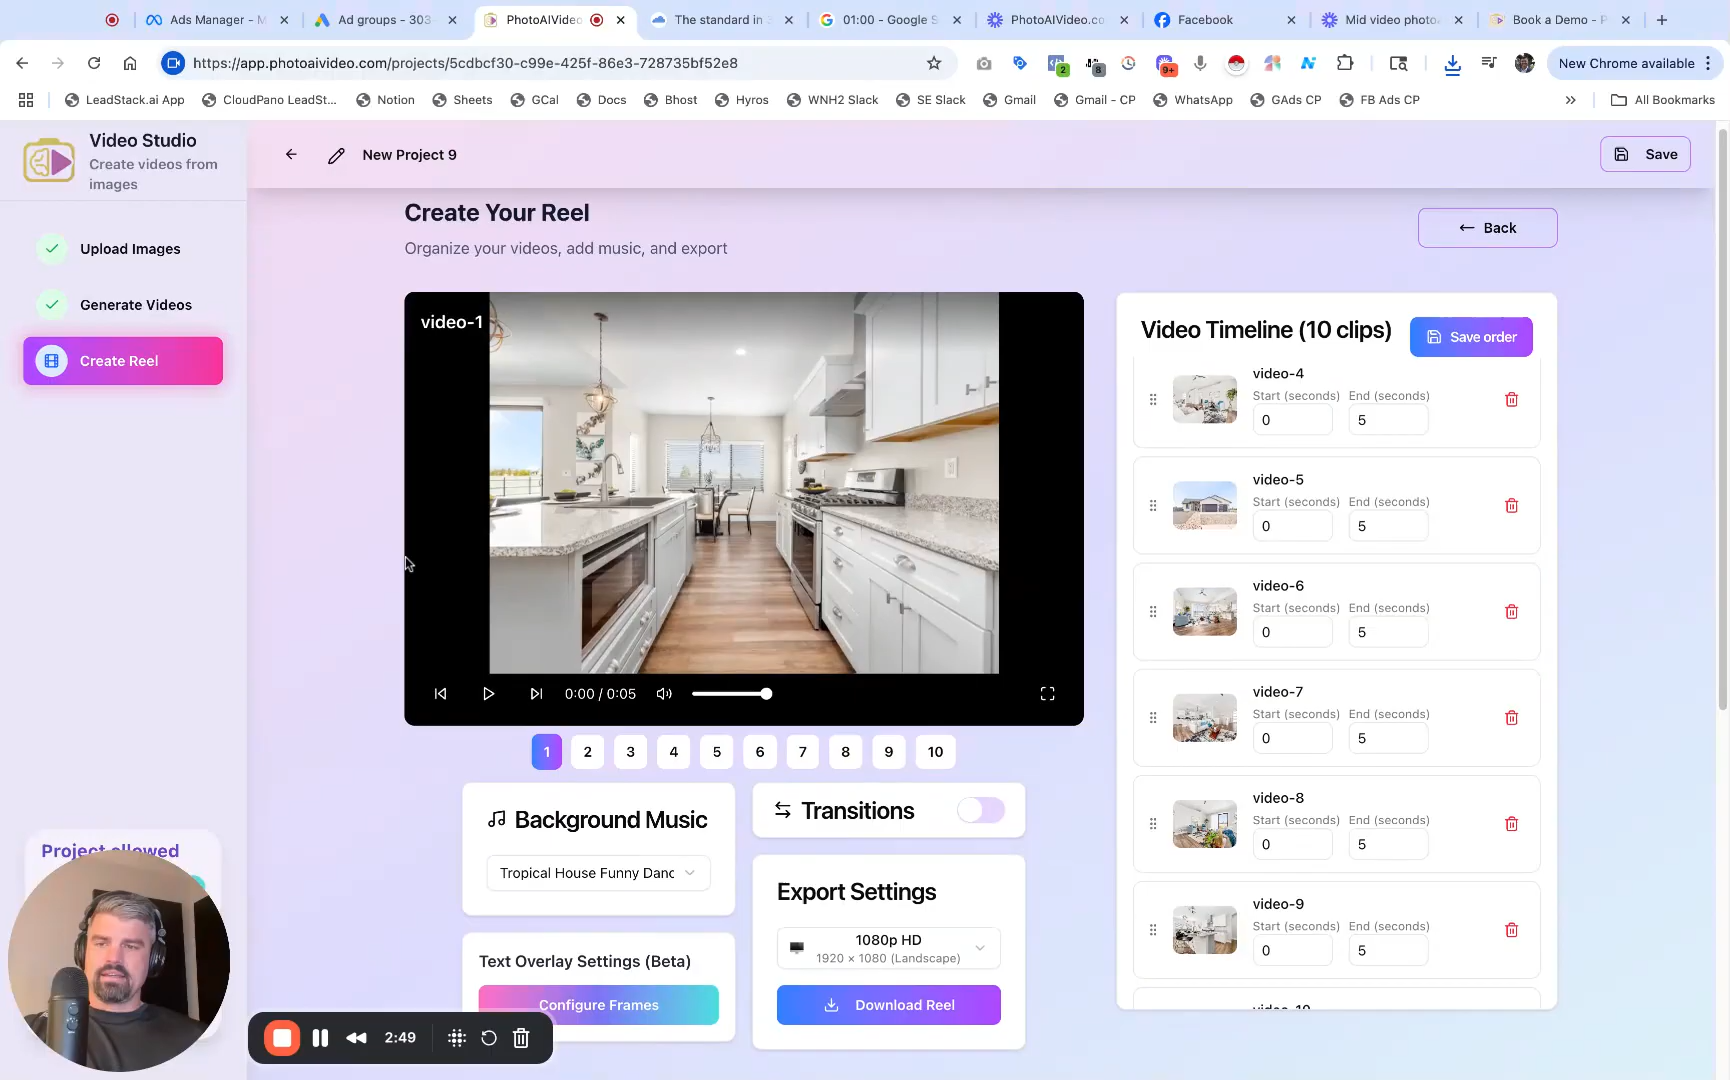 Ads Manager - M
Ad groups - 303-
PhotoAIVideo
The standard in 3
01:00 - Google S
PhotoAIVideo.co
Facebook
Mid video photo
Book a Demo - P
https://app.photoaivideo.com/projects/5cdbcf30-c99e-425f-86e3-728735bf52e8
2
8
9+
New Chrome available
LeadStack.ai App
CloudPano LeadSt...
Notion
Sheets
GCal
Docs
Bhost
Hyros
WNH2 Slack
SE Slack
Gmail
Gmail - CP
WhatsApp
GAds CP
FB Ads CP
All Bookmarks
Video Studio
Create videos from
images
New Project 9
Save
Upload Images
Generate Videos
Create Reel
Create Your Reel
Organize your videos, add music, and export
Back
video-1
0:00 / 0:05
1 2 3 4 5 6 7 8 9 10
Background Music
Tropical House Funny Danc
Text Overlay Settings (Beta)
Configure Frames
Transitions
Export Settings
1080p HD
1920 × 1080 (Landscape)
Download Reel
Video Timeline (10 clips)
Save order
video-4
Start (seconds) End (seconds)
0 5
video-5
Start (seconds) End (seconds)
0 5
video-6
Start (seconds) End (seconds)
0 5
video-7
Start (seconds) End (seconds)
0 5
video-8
Start (seconds) End (seconds)
0 5
video-9
Start (seconds) End (seconds)
0 5
video-10
Project allowed
2:49